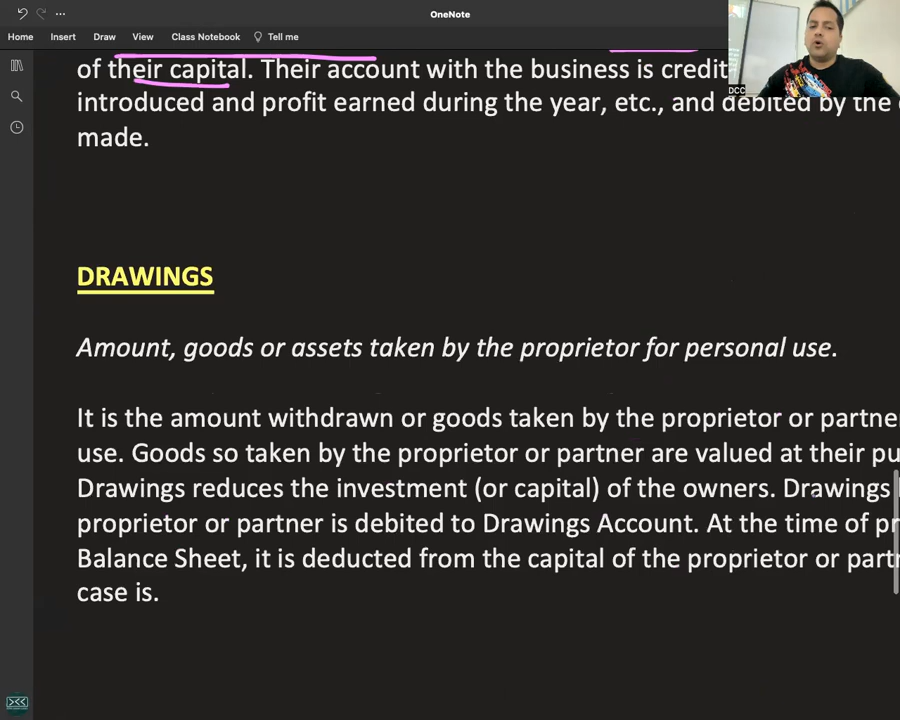 OneNote
Home Insert Draw View Class Notebook Tell me
of their capital. Their account with the business is credit
introduced and profit earned during the year, etc., and debited by the
made.
DCC
DRAWINGS
Amount, goods or assets taken by the proprietor for personal use.
It is the amount withdrawn or goods taken by the proprietor or partne
use. Goods so taken by the proprietor or partner are valued at their pu
Drawings reduces the investment (or capital) of the owners. Drawings
proprietor or partner is debited to Drawings Account. At the time of pr
Balance Sheet, it is deducted from the capital of the proprietor or partn
case is.